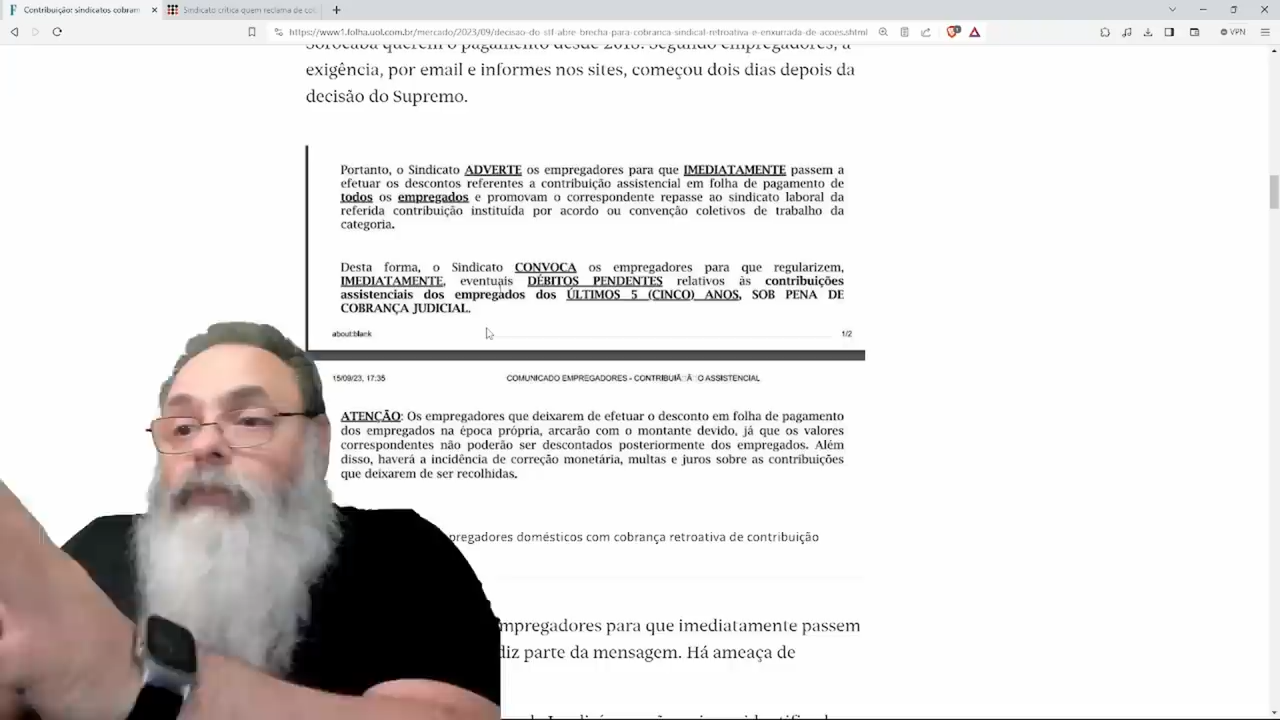 Contribuição: sindicatos cobram
Sindicato critica quem reclama de co
https://www1.folha.uol.com.br/mercado/2023/09/decisao-do-stf-abre-brecha-para-cobranca-sindical-retroativa-e-enxurrada-de-acoes.shtml
VPN
Sorocaba querem o pagamento desde 2018. Segundo empregadores, a
exigência, por email e informes nos sites, começou dois dias depois da
decisão do Supremo.
Portanto, o Sindicato ADVERTE os empregadores para que IMEDIATAMENTE passem a
efetuar os descontos referentes a contribuição assistencial em folha de pagamento de
todos os empregados e promovam o correspondente repasse ao sindicato laboral da
referida contribuição instituída por acordo ou convenção coletivos de trabalho da
categoria.
Desta forma, o Sindicato CONVOCA os empregadores para que regularizem,
IMEDIATAMENTE, eventuais DÉBITOS PENDENTES relativos às contribuições
assistenciais dos empregados dos ÚLTIMOS 5 (CINCO) ANOS, SOB PENA DE
COBRANÇA JUDICIAL.
about:blank 1/2
15/09/23, 17:35 COMUNICADO EMPREGADORES - CONTRIBUIÃ□Ã□O ASSISTENCIAL
ATENÇÃO: Os empregadores que deixarem de efetuar o desconto em folha de pagamento
dos empregados na época própria, arcarão com o montante devido, já que os valores
correspondentes não poderão ser descontados posteriormente dos empregados. Além
disso, haverá a incidência de correção monetária, multas e juros sobre as contribuições
que deixarem de ser recolhidas.
pregadores domésticos com cobrança retroativa de contribuição
mpregadores para que imediatamente passem
diz parte da mensagem. Há ameaça de